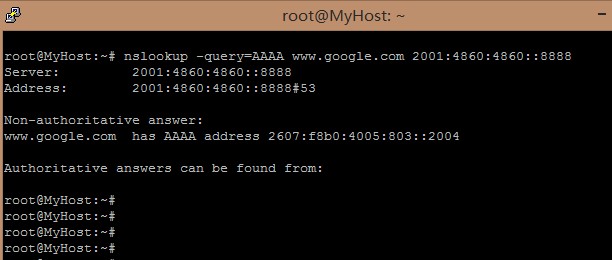 root@MyHost: ~
root@MyHost:~# nslookup -query=AAAA www.google.com 2001:4860:4860::8888
Server:         2001:4860:4860::8888
Address:        2001:4860:4860::8888#53
Non-authoritative answer:
www.google.com  has AAAA address 2607:f8b0:4005:803::2004
Authoritative answers can be found from:
root@MyHost:~#
root@MyHost:~#
root@MyHost:~#
root@MyHost:~#